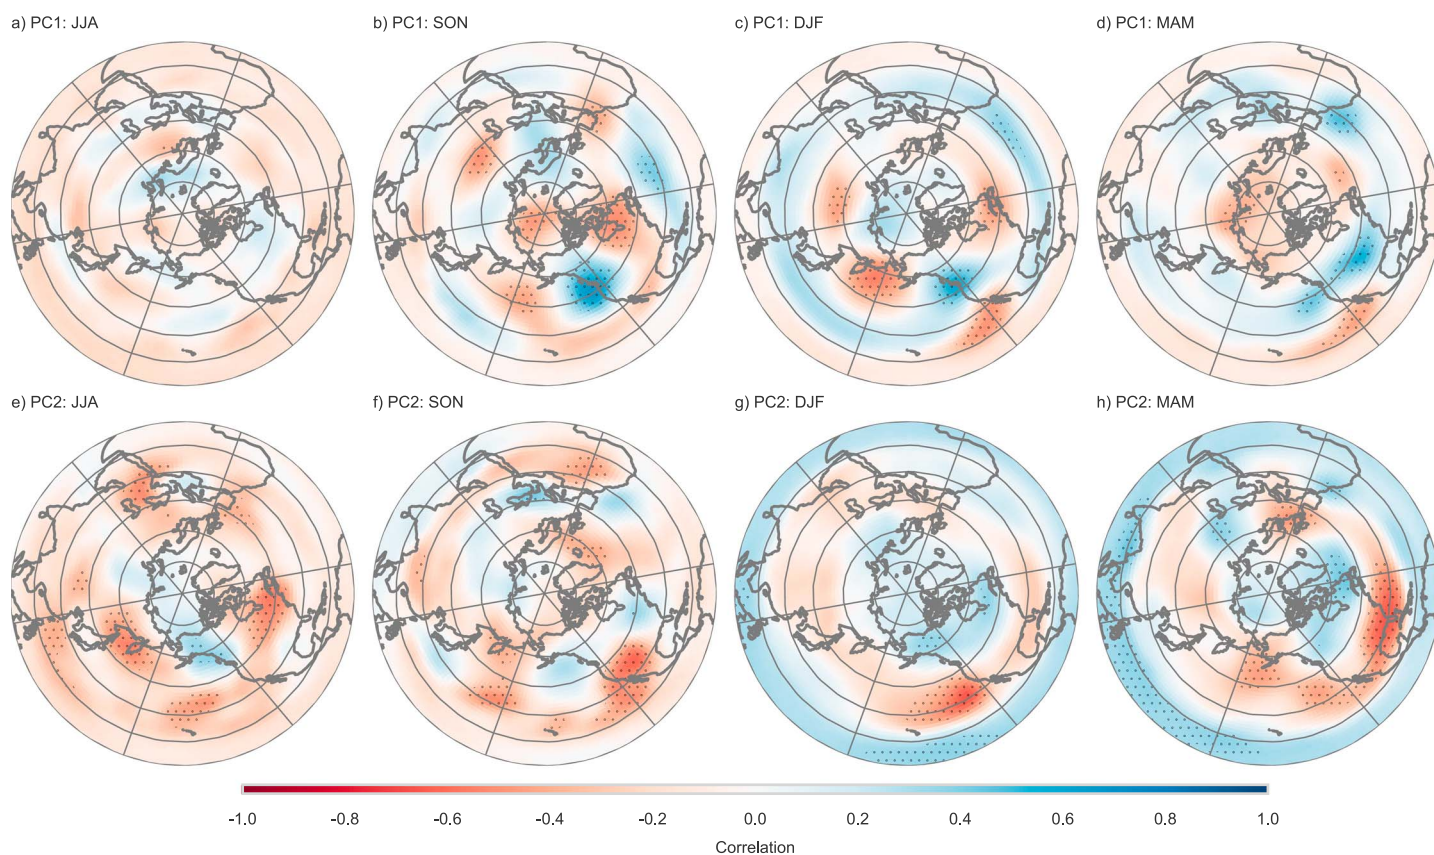 a) PC1: JJA
b) PC1: SON
c) PC1: DJF
d) PC1: MAM
e) PC2: JJA
f) PC2: SON
g) PC2: DJF
h) PC2: MAM
-1.0 -0.8 -0.6 -0.4 -0.2 0.0 0.2 0.4 0.6 0.8 1.0
Correlation